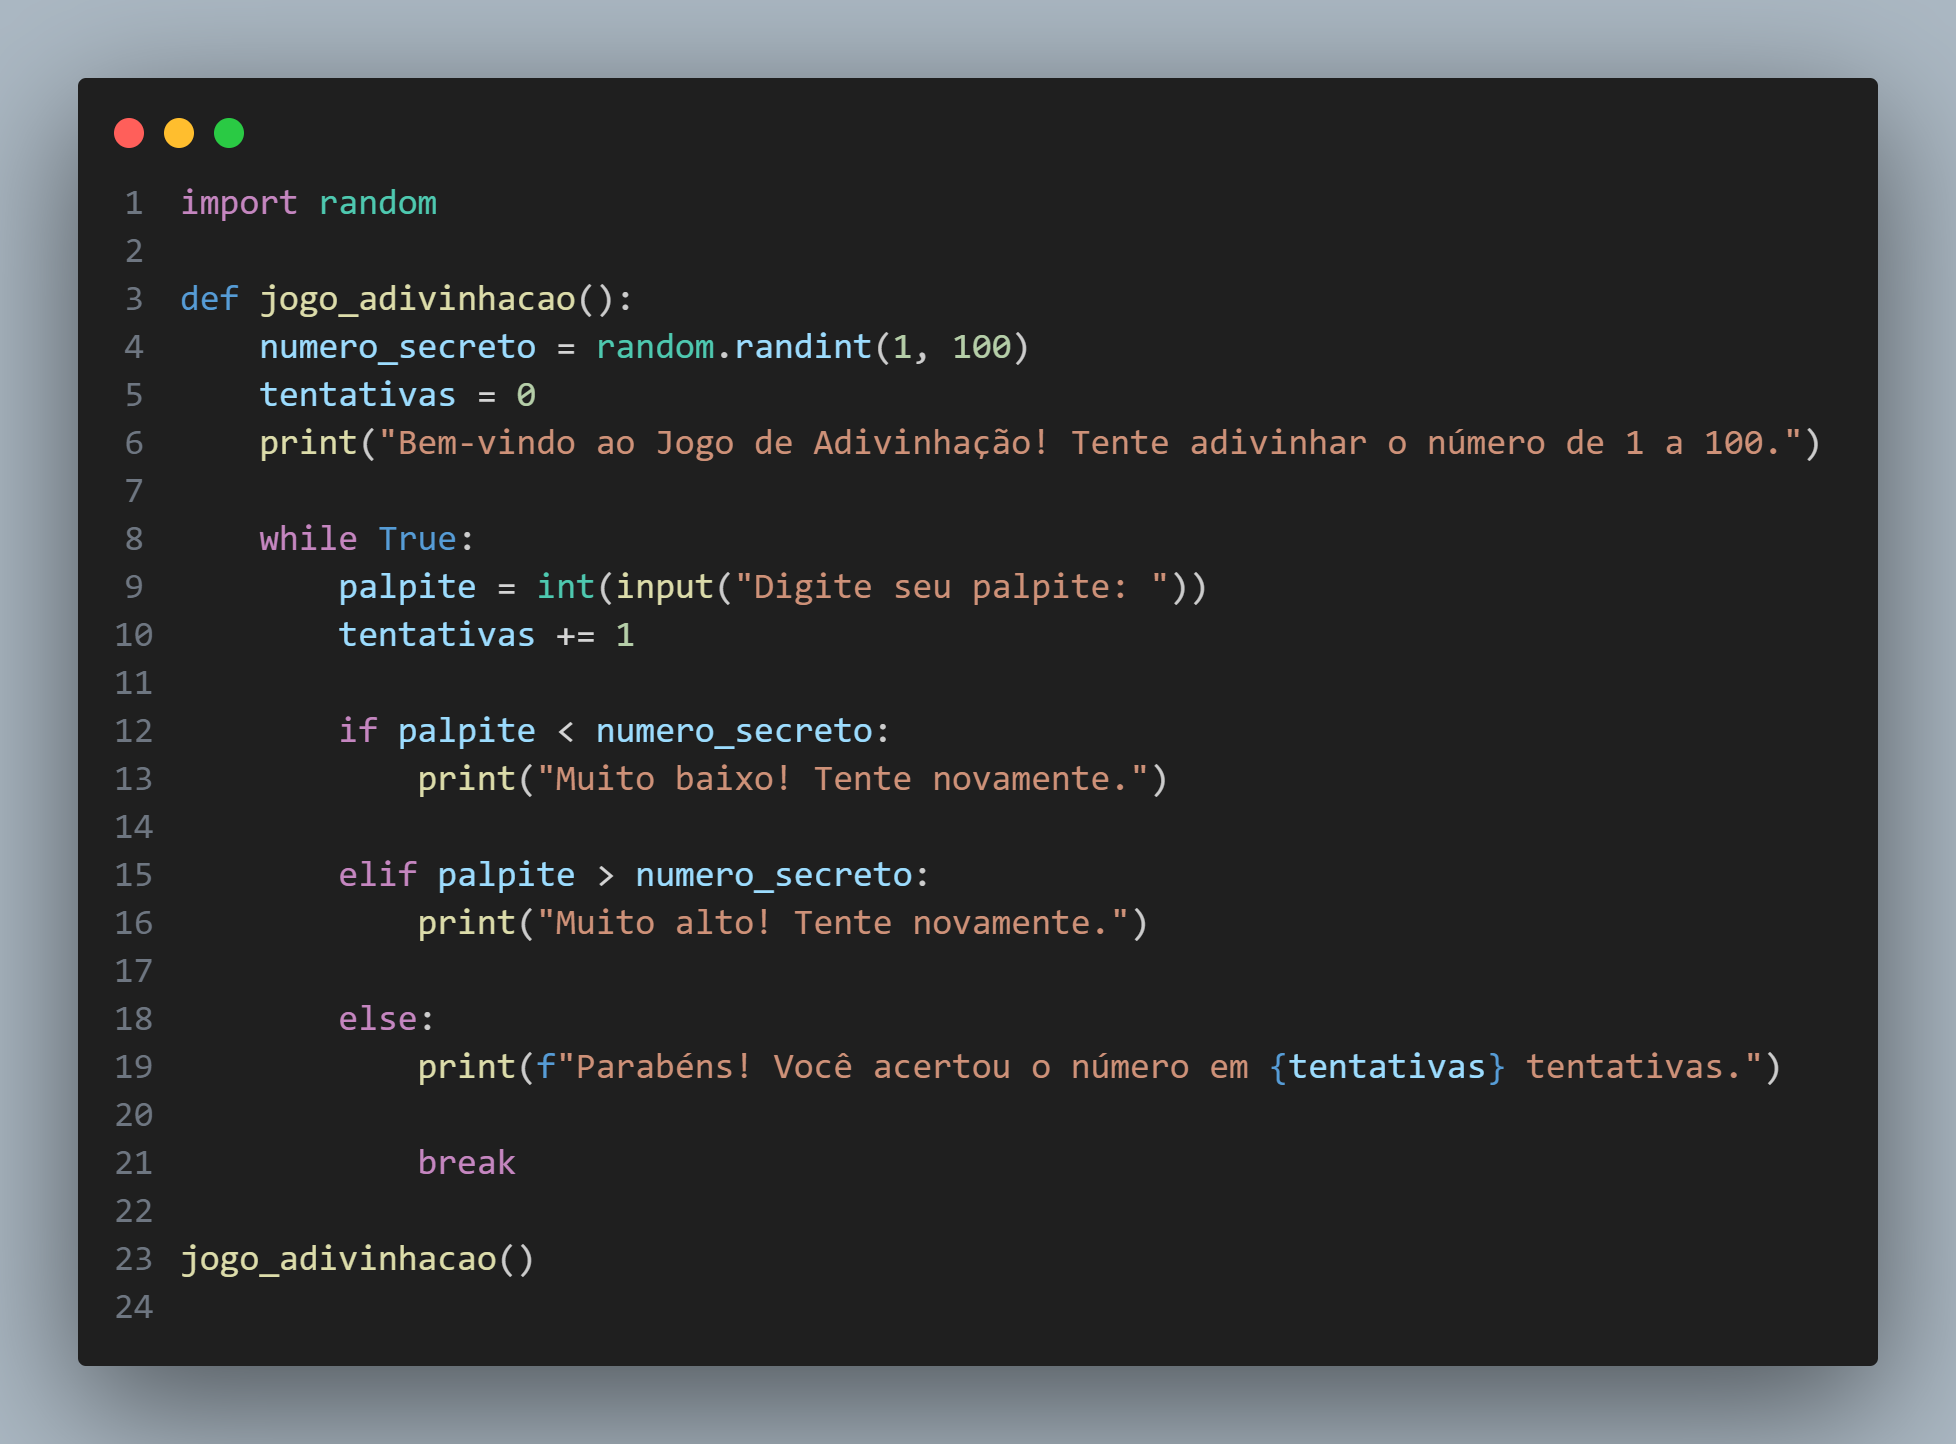 1 import random
2
3 def jogo_adivinhacao():
4     numero_secreto = random.randint(1, 100)
5     tentativas = 0
6     print("Bem-vindo ao Jogo de Adivinhação! Tente adivinhar o número de 1 a 100.")
7
8     while True:
9         palpite = int(input("Digite seu palpite: "))
10         tentativas += 1
11
12         if palpite < numero_secreto:
13             print("Muito baixo! Tente novamente.")
14
15         elif palpite > numero_secreto:
16             print("Muito alto! Tente novamente.")
17
18         else:
19             print(f"Parabéns! Você acertou o número em {tentativas} tentativas.")
20
21             break
22
23 jogo_adivinhacao()
24